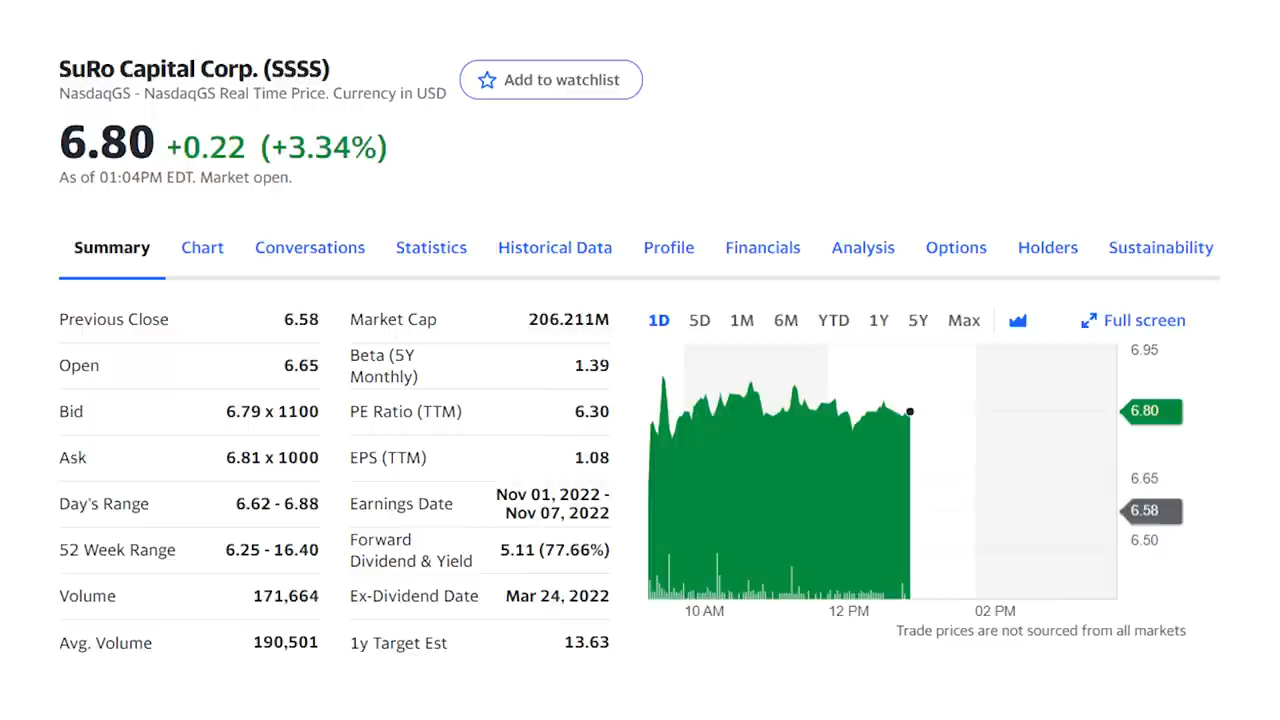 SuRo Capital Corp. (SSSS)
NasdaqGS - NasdaqGS Real Time Price. Currency in USD
Add to watchlist
6.80 +0.22 (+3.34%)
As of 01:04PM EDT. Market open.
Summary Chart Conversations Statistics Historical Data Profile Financials Analysis Options Holders Sustainability
Previous Close 6.58
Open 6.65
Bid 6.79 x 1100
Ask 6.81 x 1000
Day's Range 6.62 - 6.88
52 Week Range 6.25 - 16.40
Volume 171,664
Avg. Volume 190,501
Market Cap 206.211M
Beta (5Y
Monthly) 1.39
PE Ratio (TTM) 6.30
EPS (TTM) 1.08
Earnings Date Nov 01, 2022 -
Nov 07, 2022
Forward
Dividend & Yield 5.11 (77.66%)
Ex-Dividend Date Mar 24, 2022
1y Target Est 13.63
1D 5D 1M 6M YTD 1Y 5Y Max Full screen
6.95
6.80
6.65
6.58
6.50
10 AM 12 PM 02 PM
Trade prices are not sourced from all markets